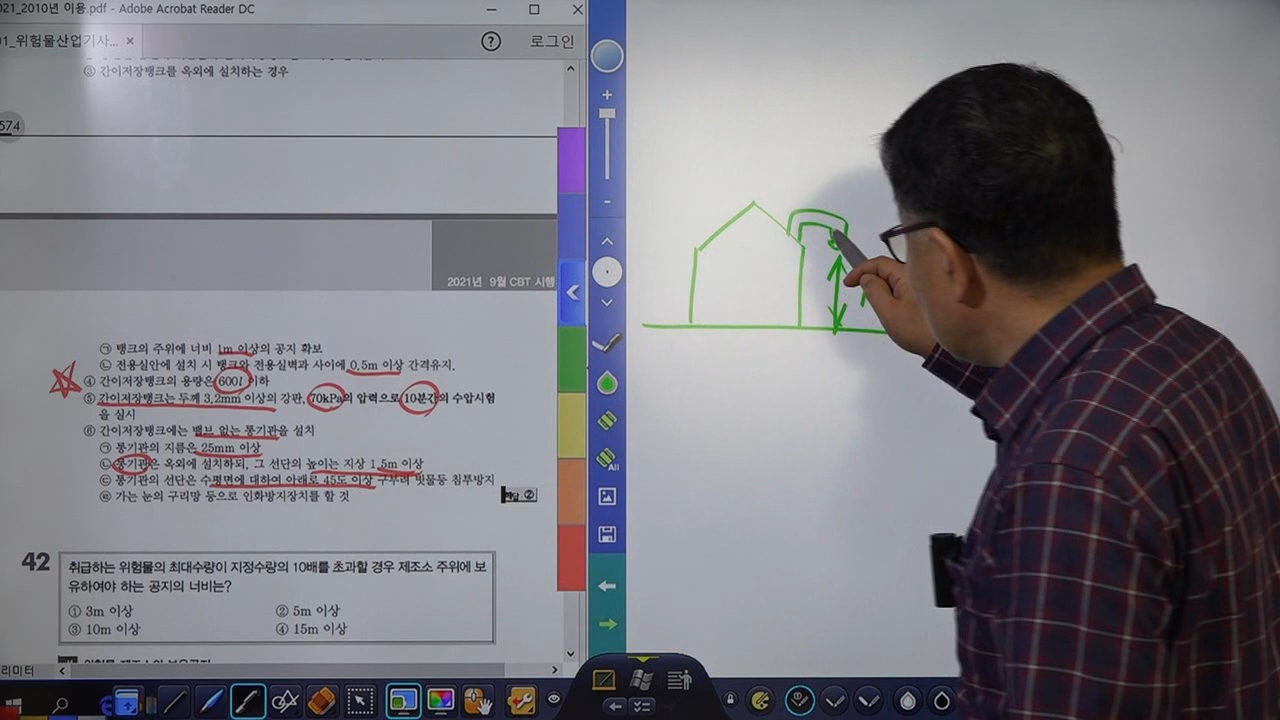 021_2010년 이용.pdf - Adobe Acrobat Reader DC
01_위험물산업기사...
로그인
③ 간이저장탱크를 옥외에 설치하는 경우
574
2021년 9월 CBT 시행
㉠ 탱크의 주위에 너비 1m 이상의 공지 확보
㉡ 전용실안에 설치 시 탱크와 전용실벽과 사이에 0.5m 이상 간격유지.
④ 간이저장탱크의 용량은 600l 이하
⑤ 간이저장탱크는 두께 3.2mm 이상의 강판, 70kPa의 압력으로 10분간의 수압시험
을 실시
⑥ 간이저장탱크에는 밸브 없는 통기관을 설치
㉠ 통기관의 지름은 25mm 이상
㉡ 통기관은 옥외에 설치하되, 그 선단의 높이는 지상 1.5m 이상
㉢ 통기관의 선단은 수평면에 대하여 아래로 45도 이상 구부려 빗물등 침투방지
㉣ 가는 눈의 구리망 등으로 인화방지장치를 할 것
②
42
취급하는 위험물의 최대수량이 지정수량의 10배를 초과할 경우 제조소 주위에 보
유하여야 하는 공지의 너비는?
① 3m 이상 ② 5m 이상
③ 10m 이상 ④ 15m 이상
리미터
All